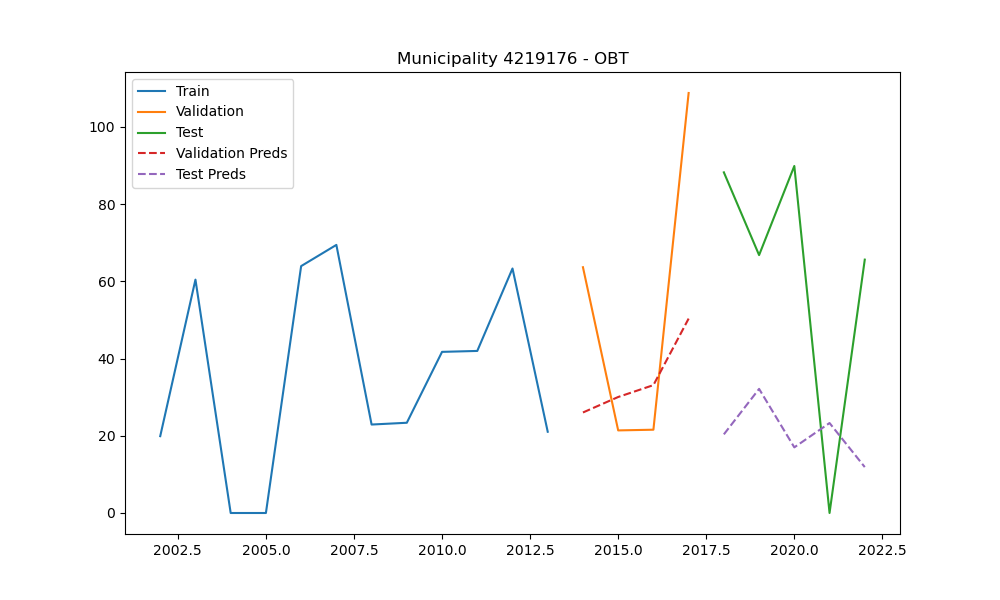 Municipality 4219176 - OBT
Train
Validation
Test
Validation Preds
Test Preds
100
80
60
40
20
0
2002.5 2005.0 2007.5 2010.0 2012.5 2015.0 2017.5 2020.0 2022.5